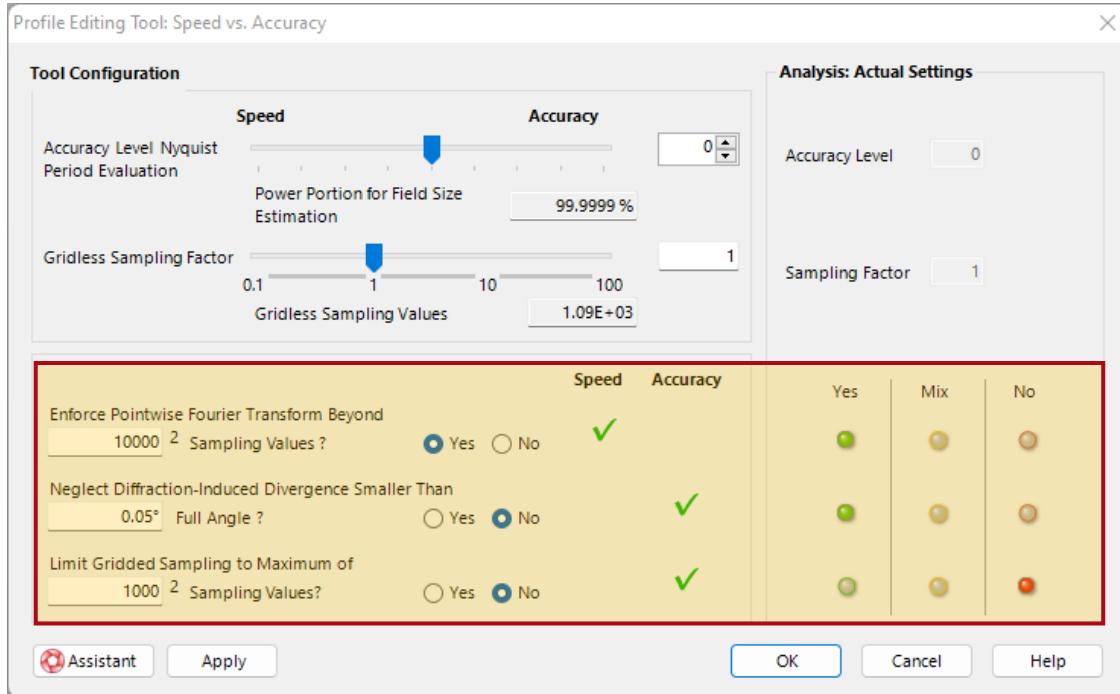 Profile Editing Tool: Speed vs. Accuracy
Tool Configuration
Speed Accuracy
Accuracy Level Nyquist
Period Evaluation
0
Power Portion for Field Size
Estimation
99.9999 %
Gridless Sampling Factor
1
0.1 1 10 100
Gridless Sampling Values 1.09E+03
Analysis: Actual Settings
Accuracy Level 0
Sampling Factor 1
Speed Accuracy
Yes Mix No
Enforce Pointwise Fourier Transform Beyond
10000 2 Sampling Values ? Yes No
Neglect Diffraction-Induced Divergence Smaller Than
0.05° Full Angle ? Yes No
Limit Gridded Sampling to Maximum of
1000 2 Sampling Values? Yes No
Assistant Apply OK Cancel Help